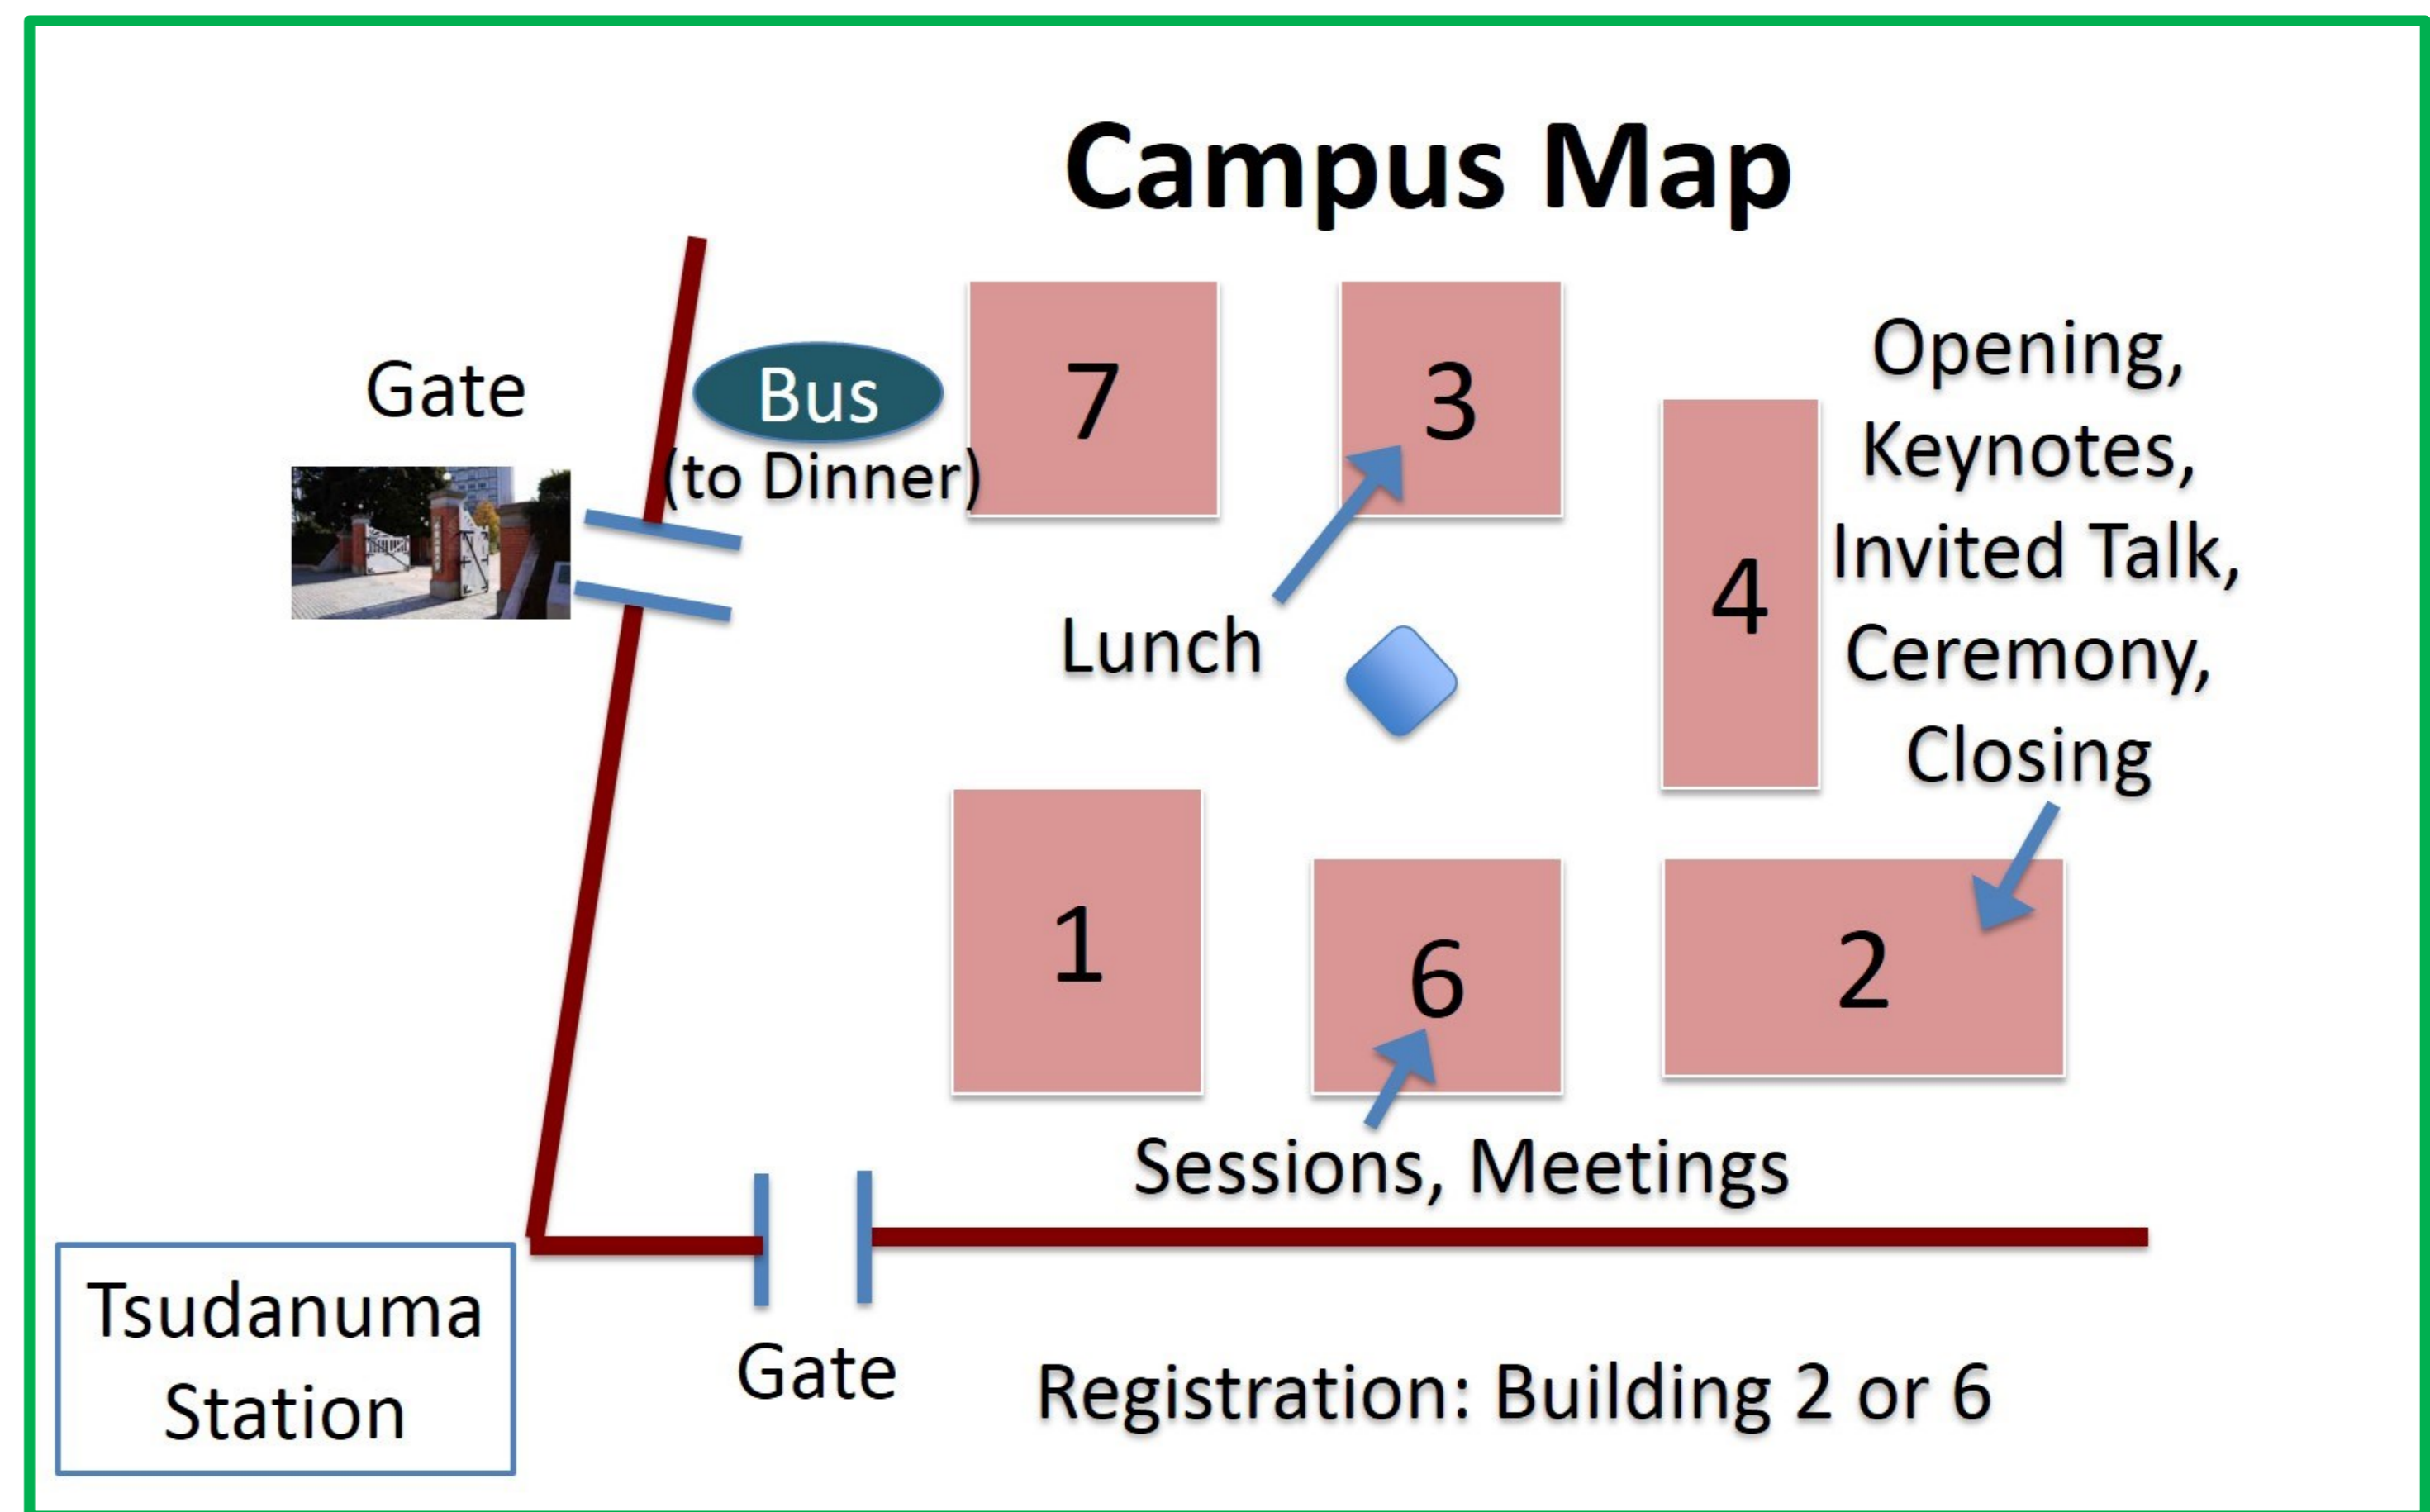 Campus Map
Gate
Bus
(to Dinner)
7
3
Opening,
Keynotes,
Invited Talk,
Ceremony,
Closing
4
Lunch
1
6
2
Sessions, Meetings
Tsudanuma
Station
Gate
Registration: Building 2 or 6